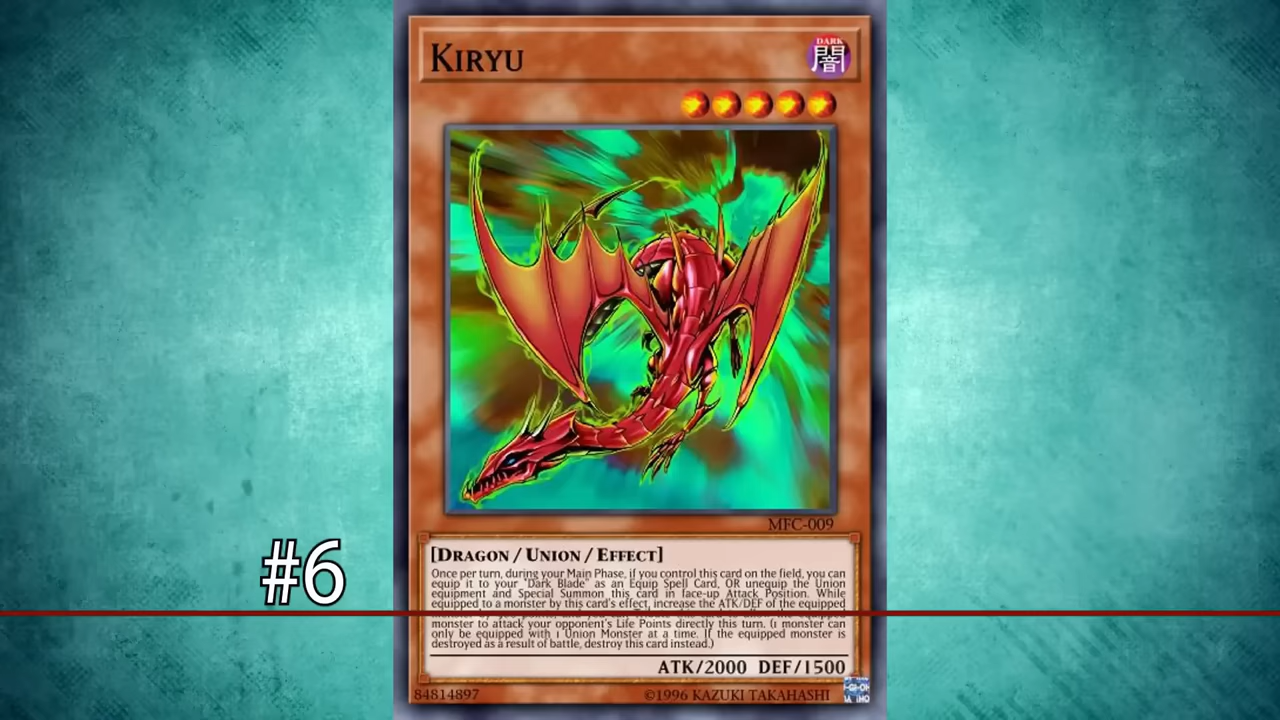 KIRYU
DARK
闇
MFC-009
[DRAGON / UNION / EFFECT]
Once per turn, during your Main Phase, if you control this card on the field, you can
equip it to your "Dark Blade" as an Equip Spell Card, OR unequip the Union
equipment and Special Summon this card in face-up Attack Position. While
equipped to a monster by this card's effect, increase the ATK/DEF of the equipped
monster to attack your opponent's Life Points directly this turn. (1 monster can
only be equipped with 1 Union Monster at a time. If the equipped monster is
destroyed as a result of battle, destroy this card instead.)
#6
ATK/2000 DEF/1500
84814897
©1996 KAZUKI TAKAHASHI